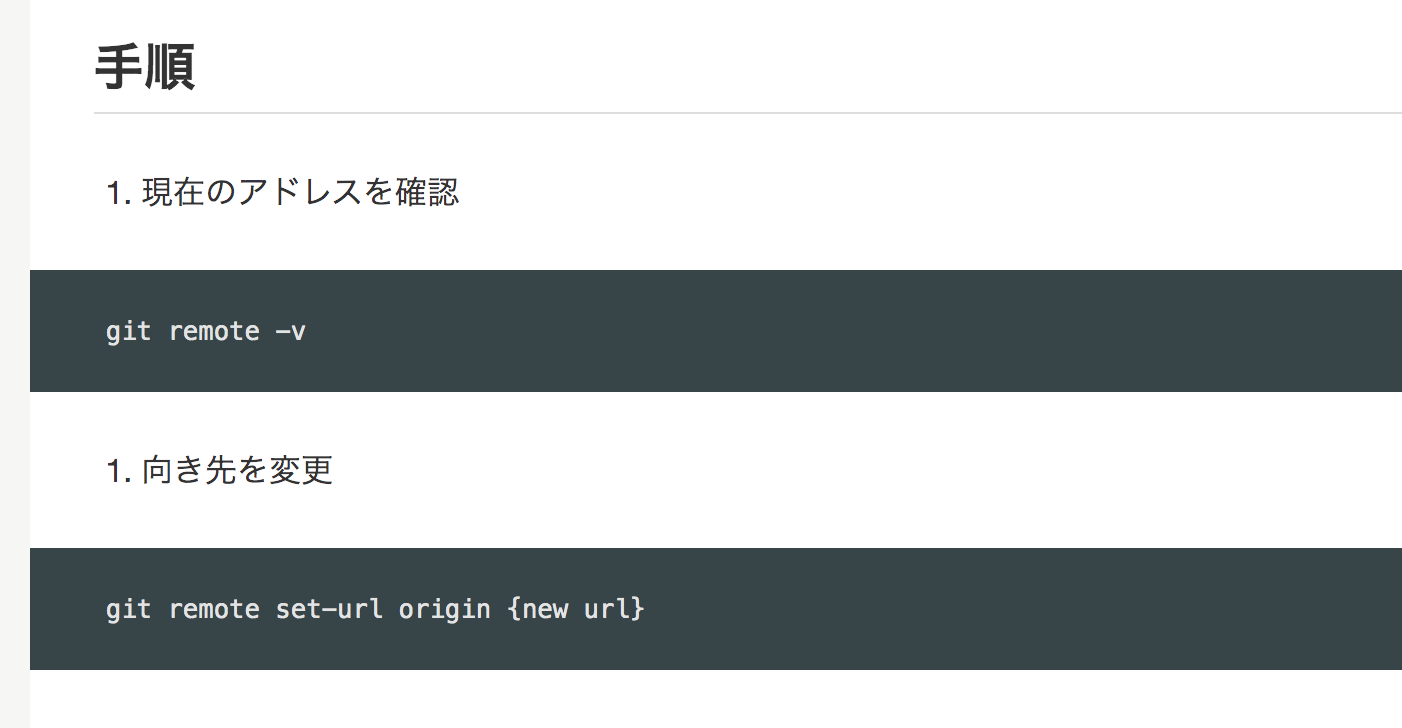 手順
1. 現在のアドレスを確認
git remote -v
1. 向き先を変更
git remote set-url origin {new url}